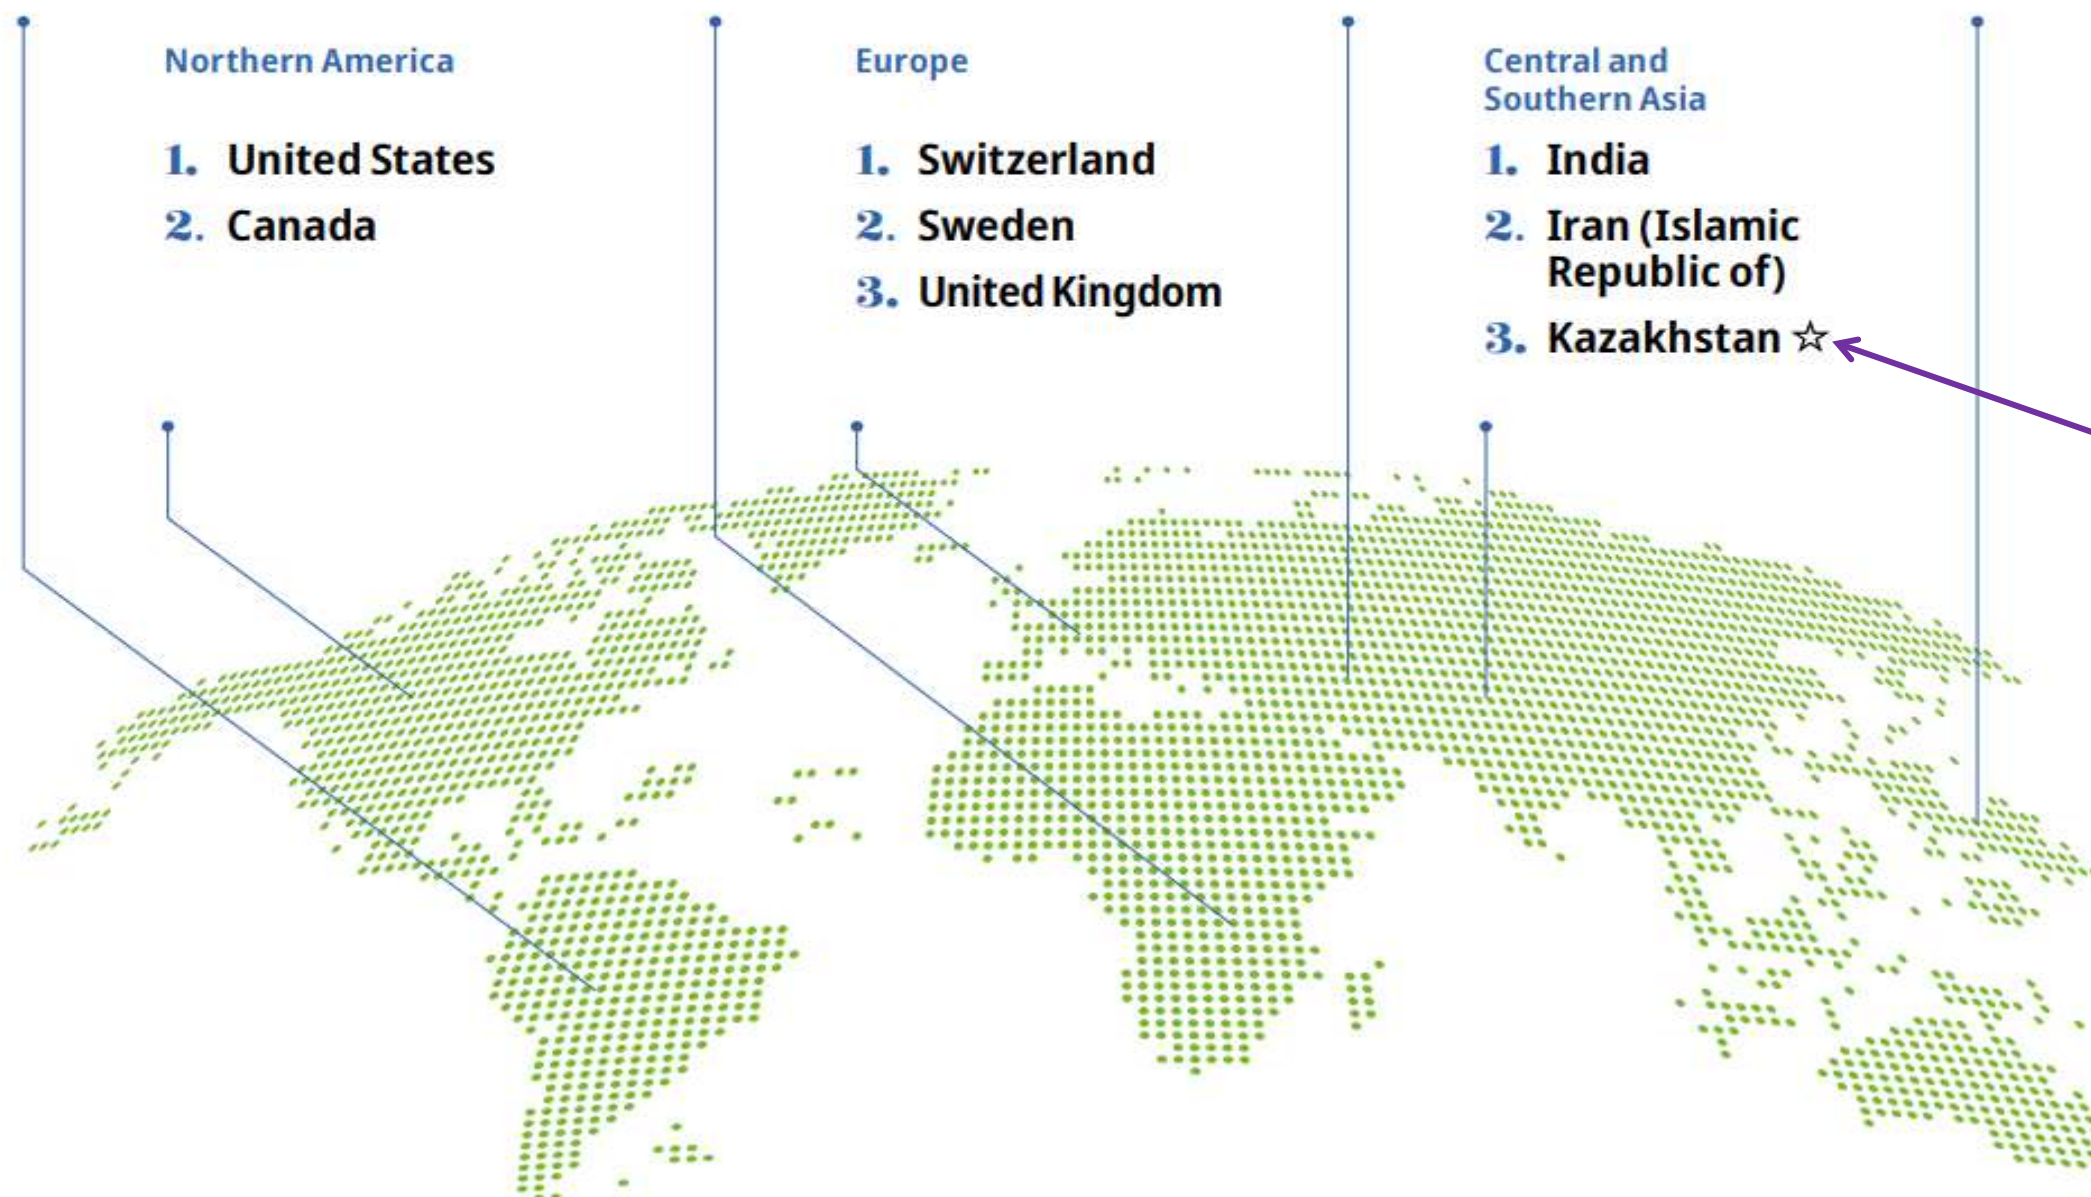 Northern America
1. United States
2. Canada
Europe
1. Switzerland
2. Sweden
3. United Kingdom
Central and
Southern Asia
1. India
2. Iran (Islamic
Republic of)
3. Kazakhstan ☆